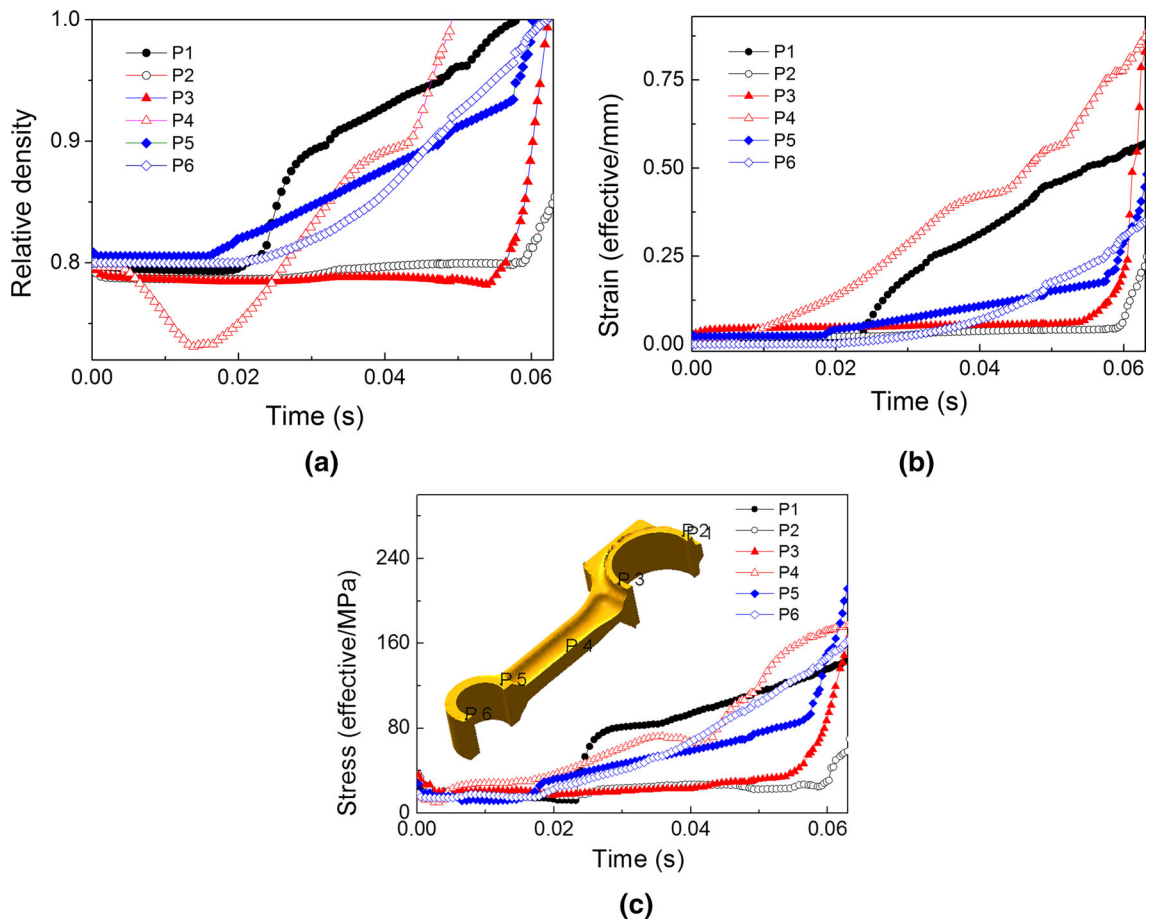 1.0
0.9
0.8
Relative density
P1
P2
P3
P4
P5
P6
0.00
0.02
0.04
0.06
Time (s)
(a)
0.75
0.50
0.25
0.00
Strain (effective/mm)
P1
P2
P3
P4
P5
P6
0.00
0.02
0.04
0.06
Time (s)
(b)
240
160
80
0
Stress (effective/MPa)
P 2
P 1
P 3
P 4
P 5
P 6
P1
P2
P3
P4
P5
P6
0.00
0.02
0.04
0.06
Time (s)
(c)